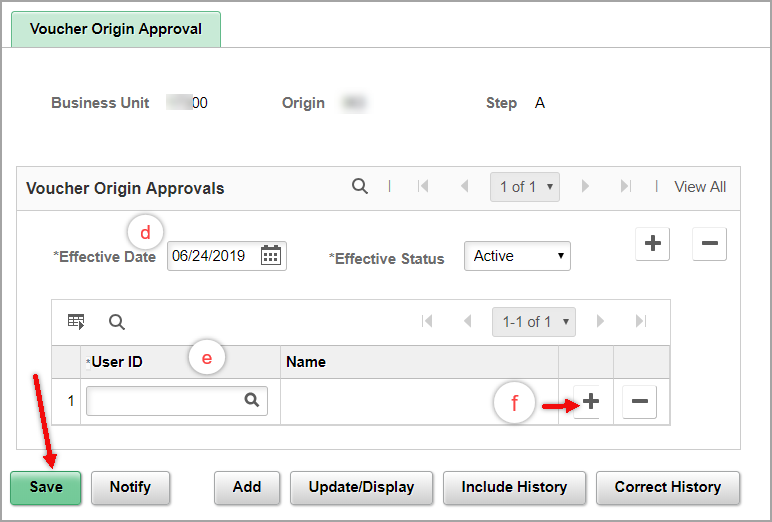 Voucher Origin Approval
Business Unit 00 Origin Step A
Voucher Origin Approvals 1 of 1 View All
d
*Effective Date 06/24/2019 *Effective Status Active
1-1 of 1
*User ID e Name
1 f
Save Notify Add Update/Display Include History Correct History